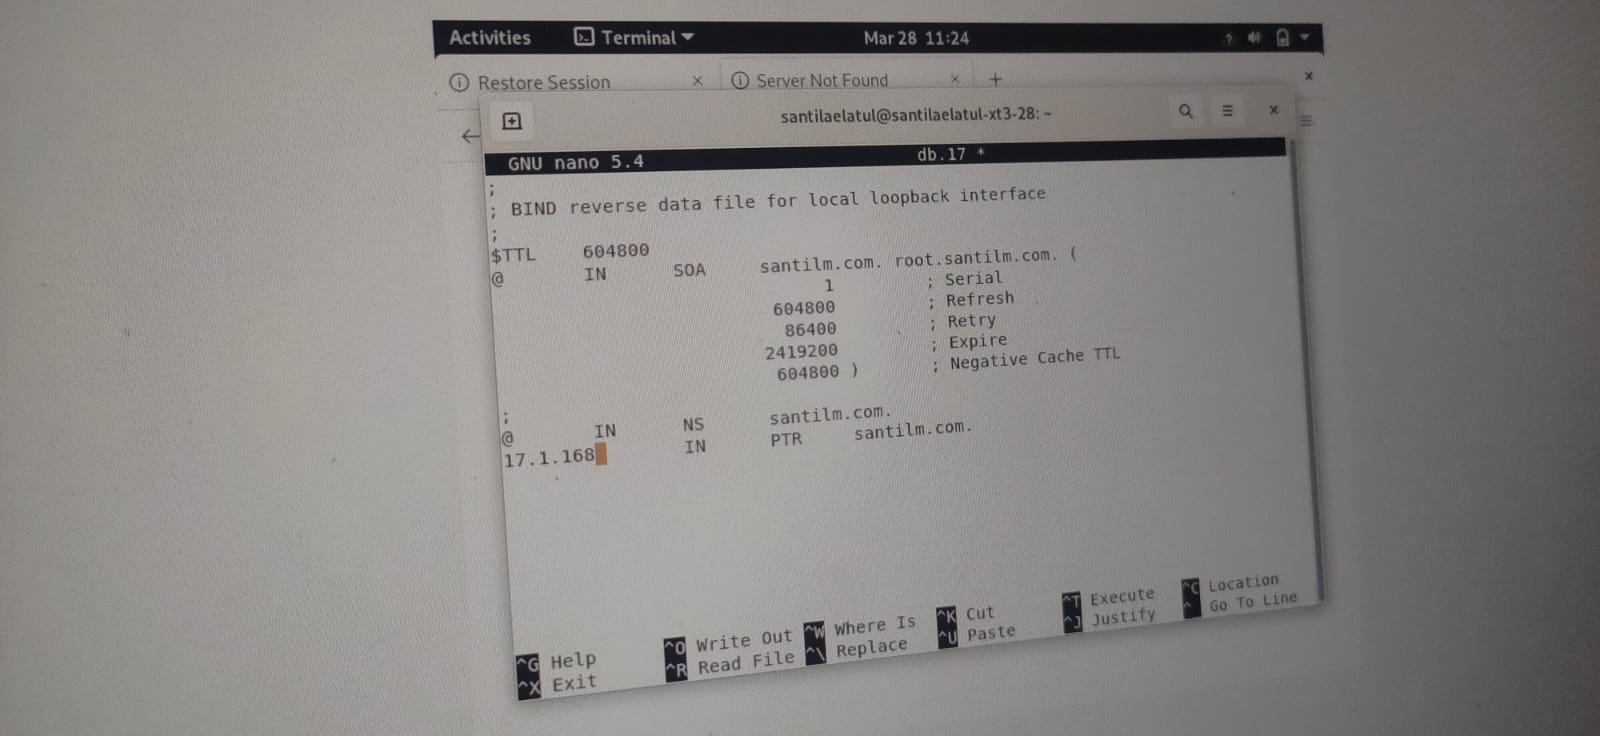 Activities Terminal Mar 28 11:24
Restore Session × Server Not Found × + ×
santilaelatul@santilaelatul-xt3-28: ~
GNU nano 5.4 db.17 *
;
; BIND reverse data file for local loopback interface
;
$TTL 604800
@ IN SOA santilm.com. root.santilm.com. (
1 ; Serial
604800 ; Refresh
86400 ; Retry
2419200 ; Expire
604800 ) ; Negative Cache TTL
;
@ IN NS santilm.com.
17.1.168 IN PTR santilm.com.
^G Help ^O Write Out ^W Where Is ^K Cut ^T Execute ^C Location
^X Exit ^R Read File ^\ Replace ^U Paste ^J Justify Go To Line